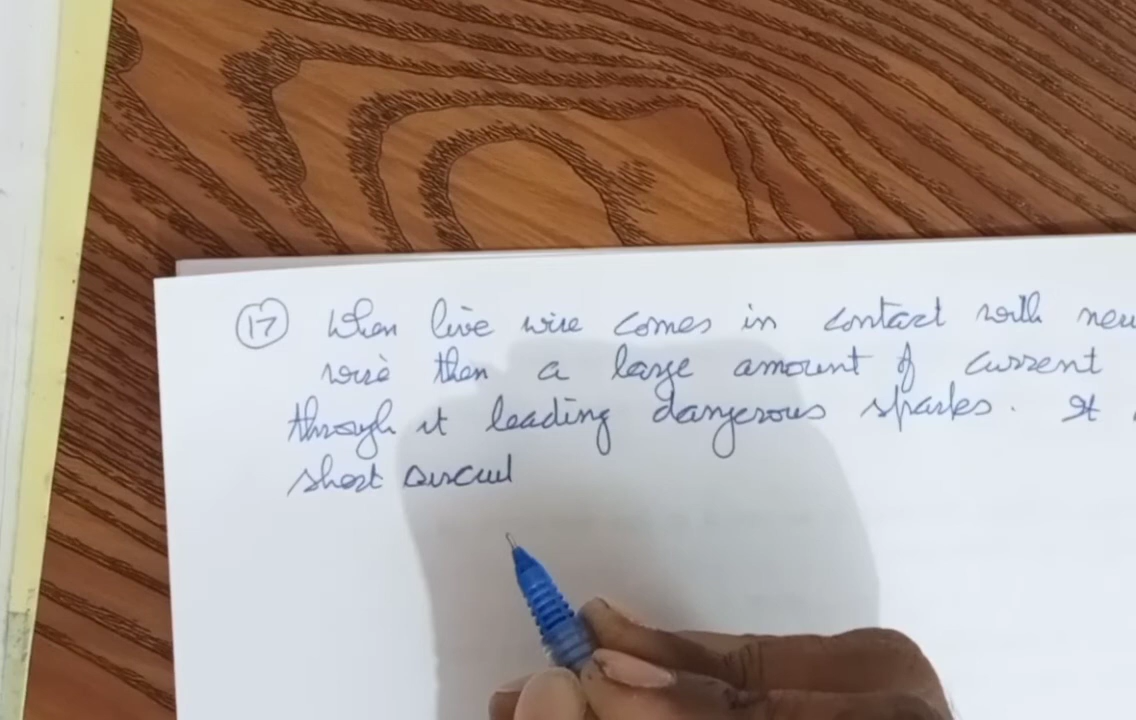 (17) When live wire comes in contact with neu
wire then a large amount of current
through it leading dangerous sparks. It
short circuit